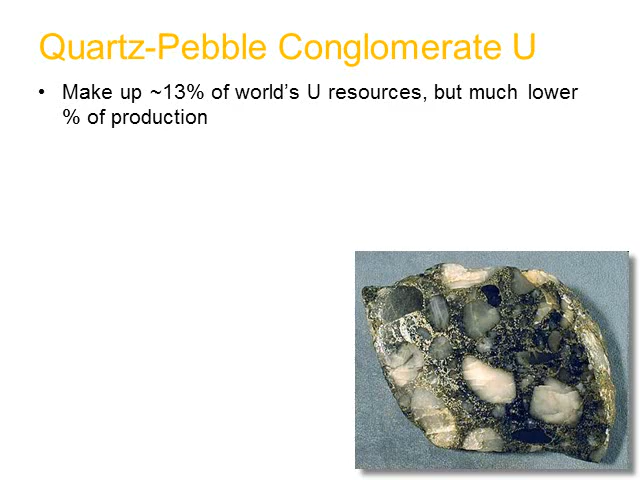 Quartz-Pebble Conglomerate U
• Make up ~13% of world’s U resources, but much lower
% of production